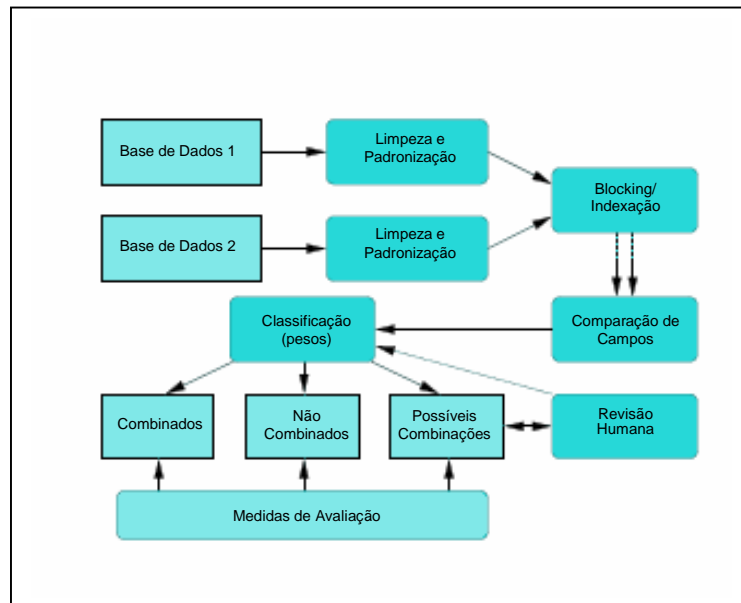 Base de Dados 1
Limpeza e
Padronização
Blocking/
Indexação
Base de Dados 2
Limpeza e
Padronização
Classificação
(pesos)
Comparação de
Campos
Combinados
Não
Combinados
Possíveis
Combinações
Revisão
Humana
Medidas de Avaliação